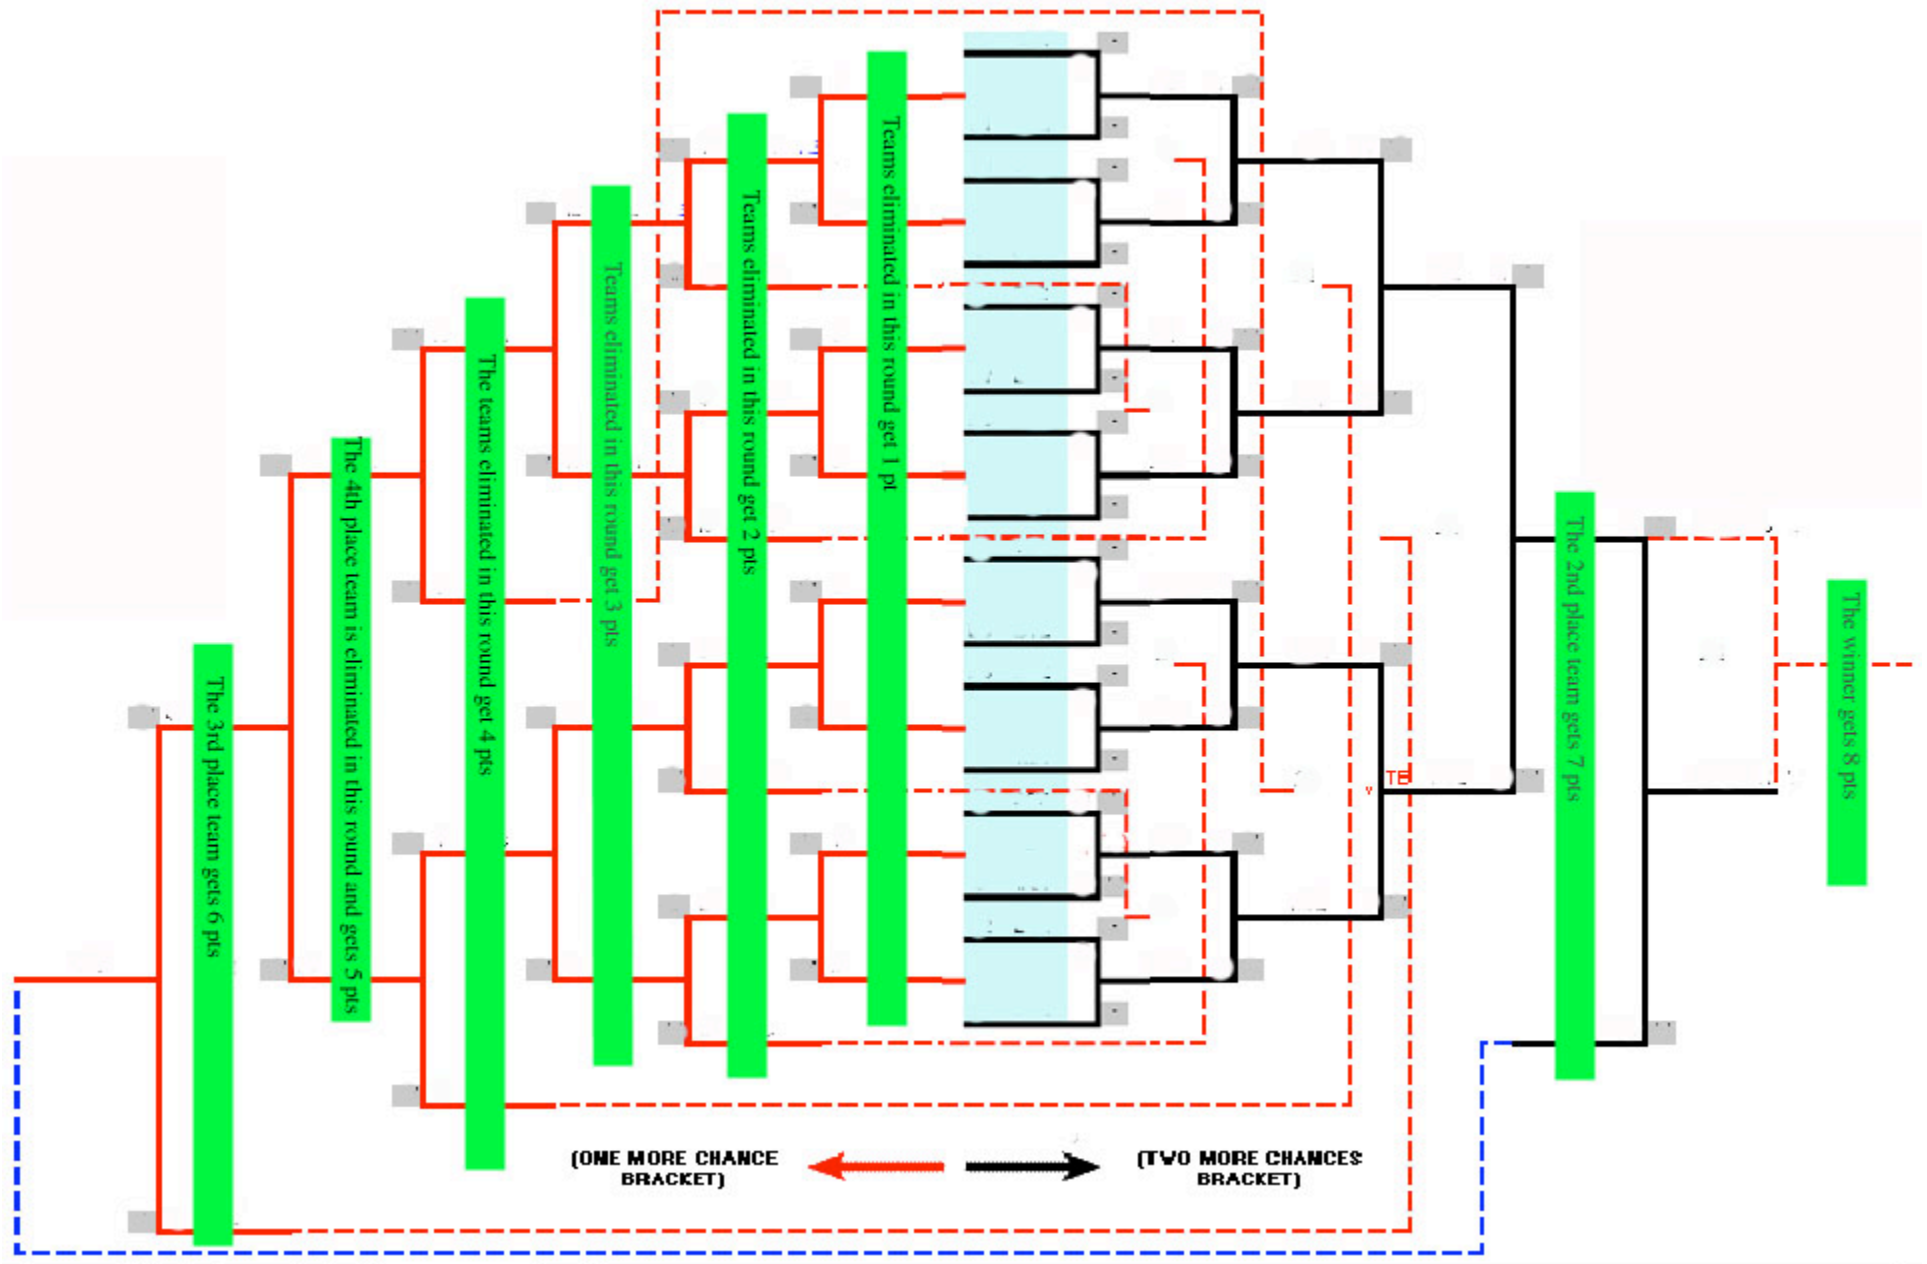 The 3rd place team gets 6 pts
The 4th place team is eliminated in this round and gets 5 pts
The teams eliminated in this round get 4 pts
Teams eliminated in this round get 3 pts
Teams eliminated in this round get 2 pts
Teams eliminated in this round get 1 pt
The 2nd place team gets 7 pts
The winner gets 8 pts
TE
(ONE MORE CHANCE
BRACKET)
(TWO MORE CHANCES
BRACKET)